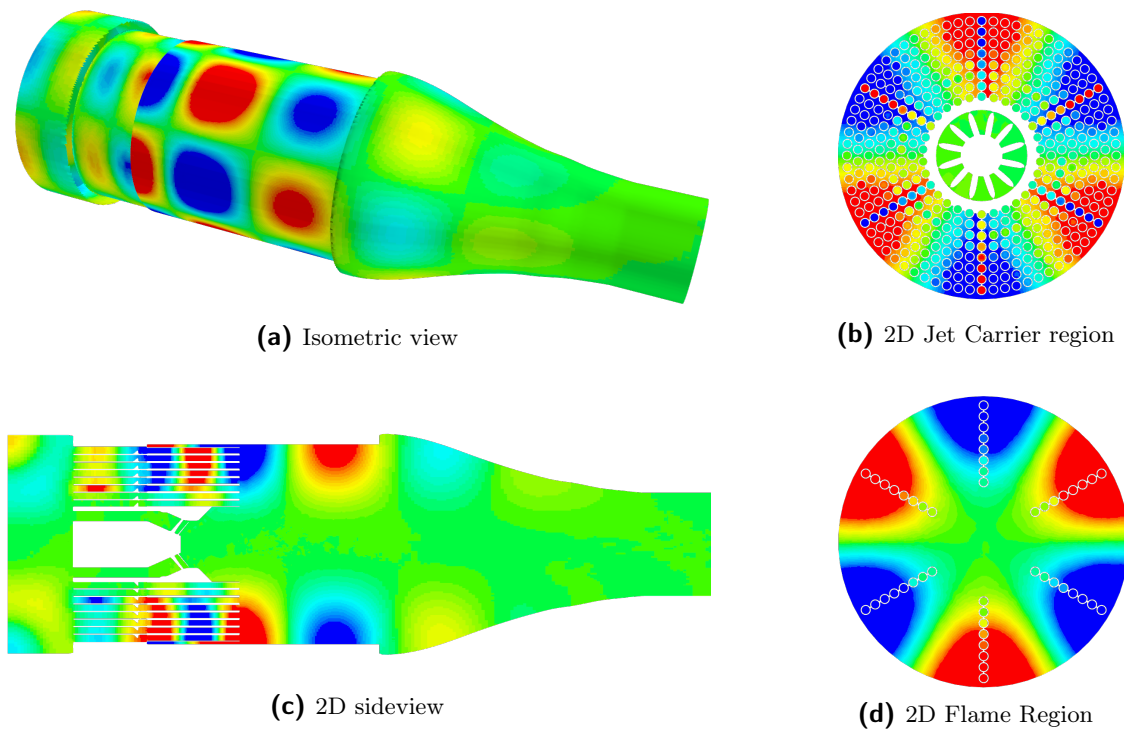 (a) Isometric view
(b) 2D Jet Carrier region
(c) 2D sideview
(d) 2D Flame Region